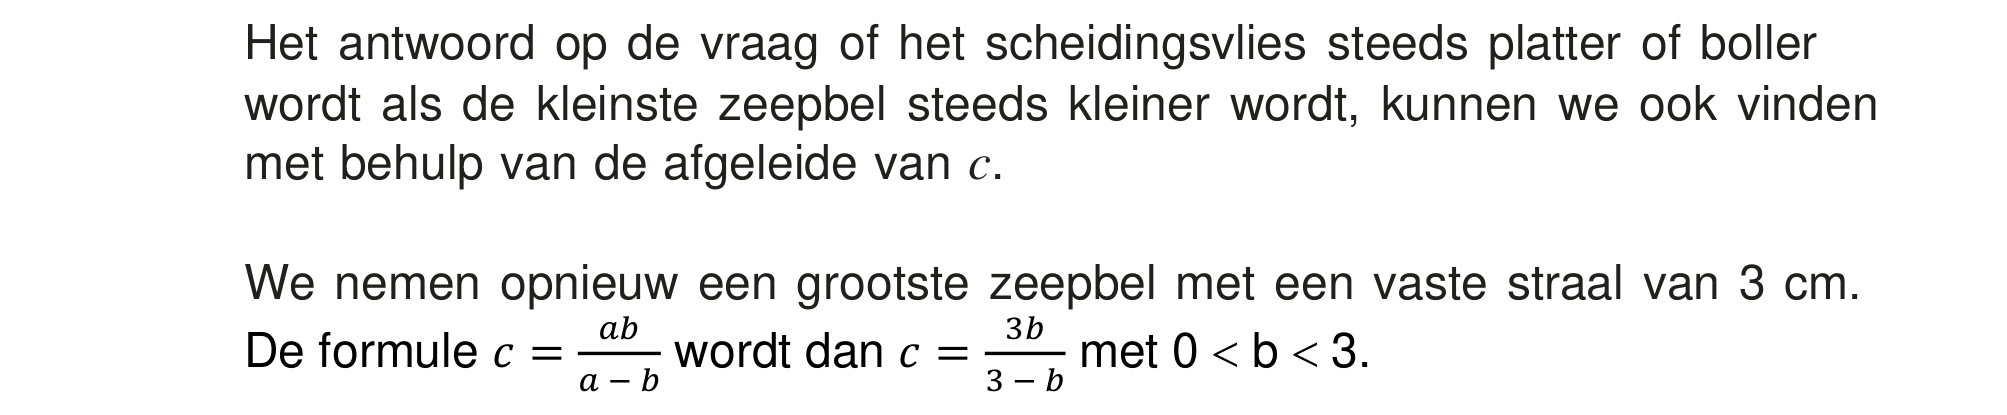 Het antwoord op de vraag of het scheidingsvlies steeds platter of boller
wordt als de kleinste zeepbel steeds kleiner wordt, kunnen we ook vinden
met behulp van de afgeleide van c.
We nemen opnieuw een grootste zeepbel met een vaste straal van 3 cm.
De formule c = \frac{ab}{a − b} wordt dan c = \frac{3b}{3 − b} met 0 < b < 3.